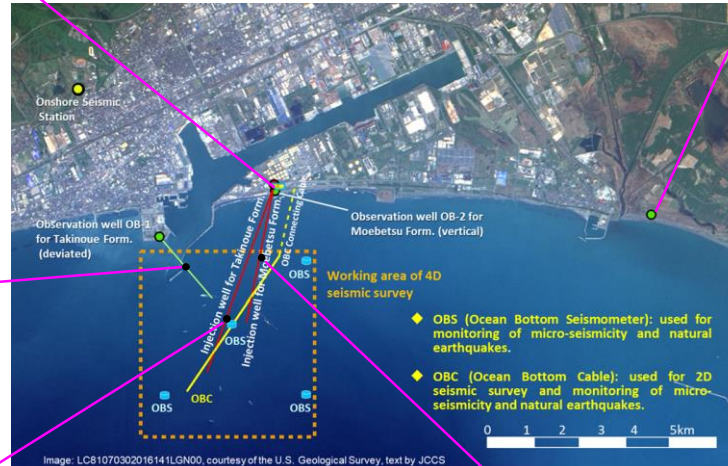 Onshore Seismic
Station
Observation well OB-1
for Takinoue Form.
(deviated)
Injection well for Takinoue Form.
Injection well for Moebetsu Form.
OBC Connecting Cable
Observation well OB-2 for
Moebetsu Form. (vertical)
OBS
Working area of 4D
seismic survey
OBS
OBC
OBS
OBS
◆ OBS (Ocean Bottom Seismometer): used for
monitoring of micro-seismicity and natural
earthquakes.
◆ OBC (Ocean Bottom Cable): used for 2D
seismic survey and monitoring of micro-
seismicity and natural earthquakes.
0 1 2 3 4 5km
Image: LC81070302016141LGN00, courtesy of the U.S. Geological Survey, text by JCCS